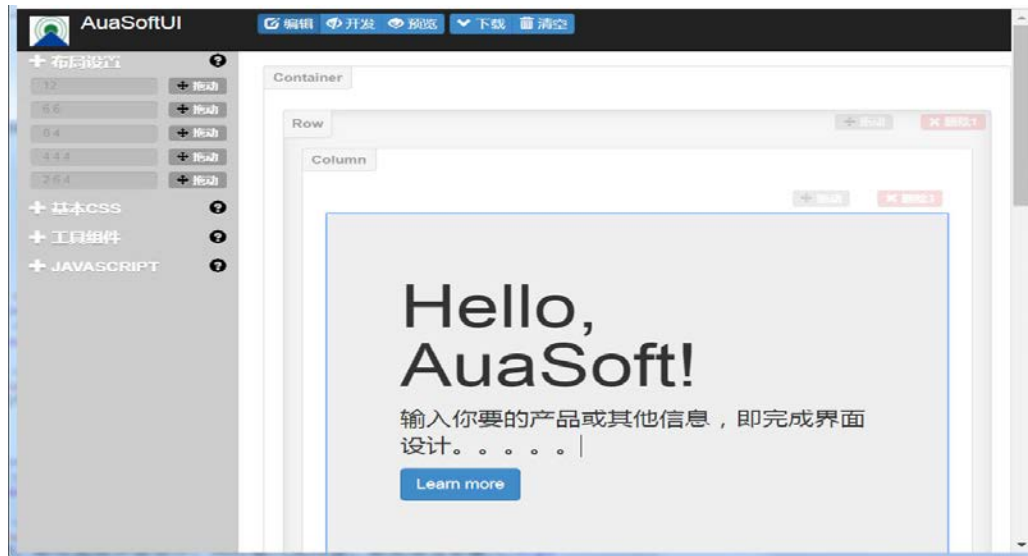 AuaSoftUI
编辑 开发 预览 下载 清空
布局设置
12 拖动
6 6 拖动
8 4 拖动
4 4 4 拖动
2 6 4 拖动
基本CSS
工具组件
JAVASCRIPT
Container
Row
拖动 删除1
Column
拖动
Hello,
AuaSoft!
输入你要的产品或其他信息，即完成界面
设计。。。。。
Learn more